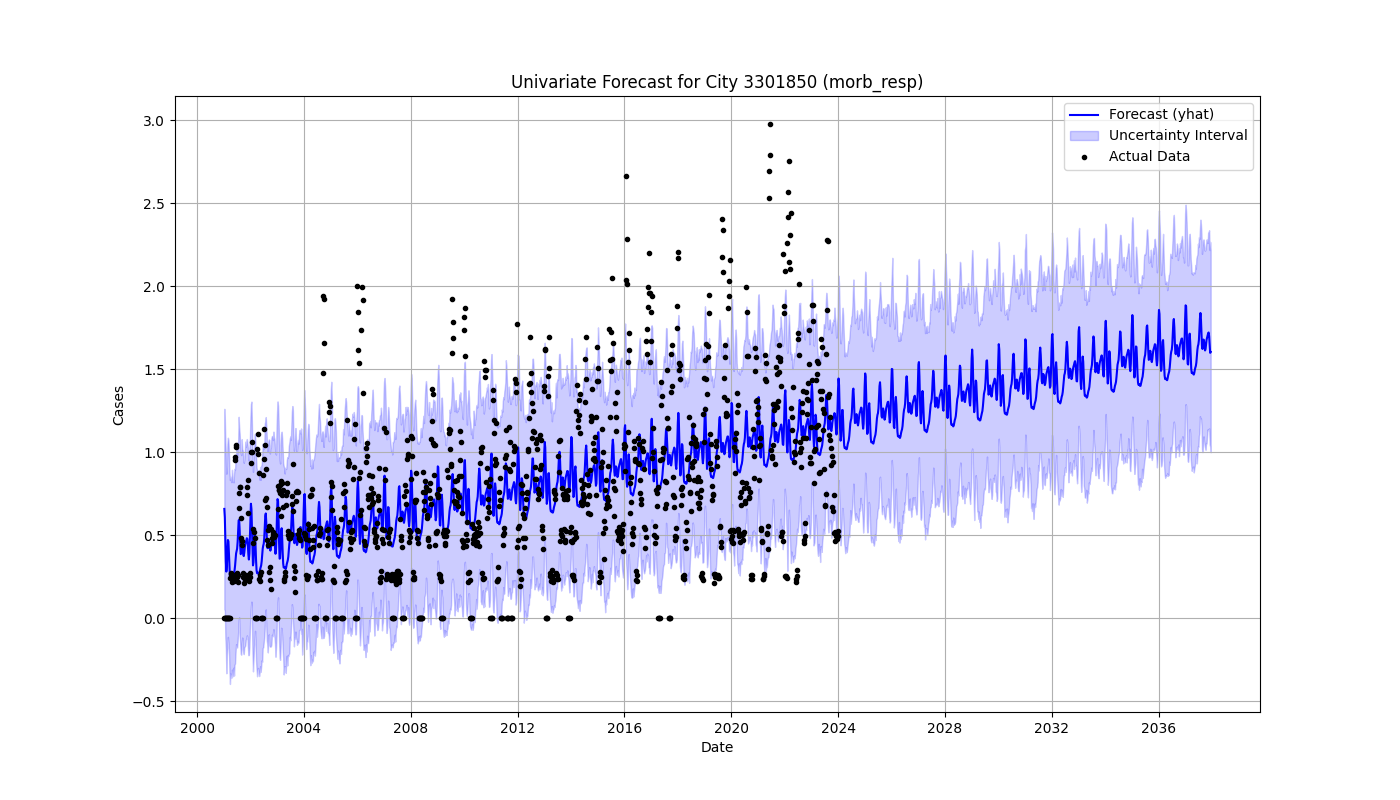 Univariate Forecast for City 3301850 (morb_resp)
Forecast (yhat)
Uncertainty Interval
Actual Data
3.0
2.5
2.0
1.5
1.0
0.5
0.0
−0.5
Cases
2000 2004 2008 2012 2016 2020 2024 2028 2032 2036
Date